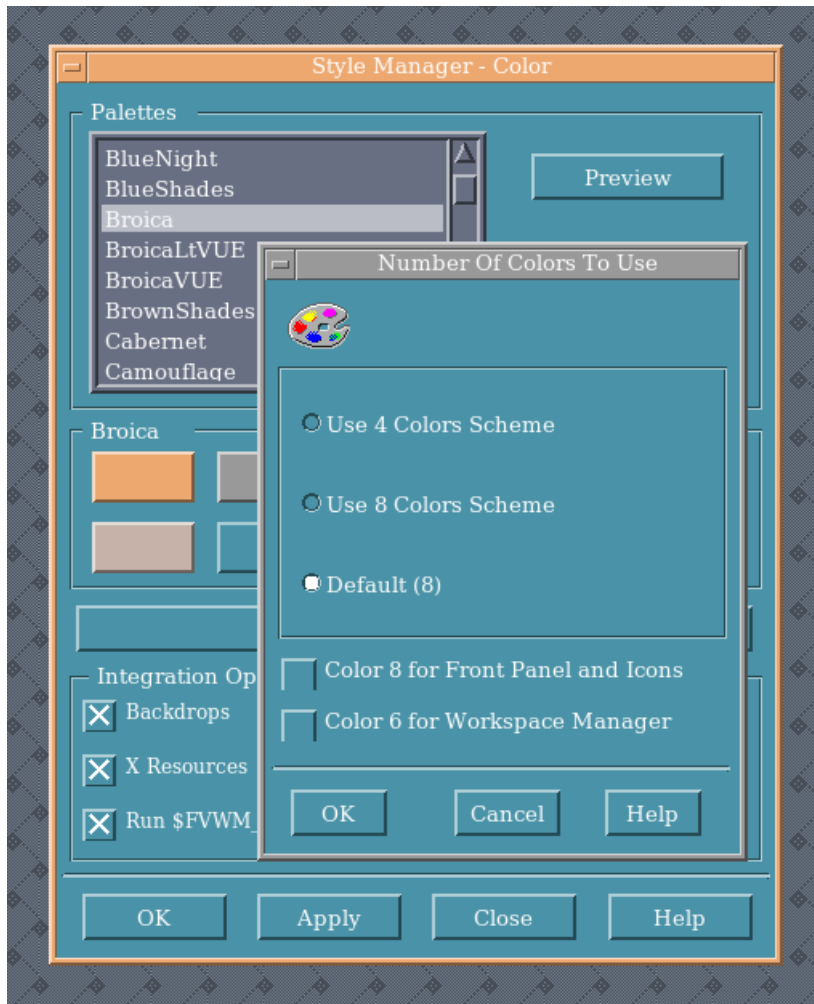 Style Manager - Color
Palettes
BlueNight
BlueShades
Broica
BroicaLtVUE
BroicaVUE
BrownShades
Cabernet
Camouflage
Preview
Number Of Colors To Use
Use 4 Colors Scheme
Use 8 Colors Scheme
Default (8)
Color 8 for Front Panel and Icons
Color 6 for Workspace Manager
OK Cancel Help
Broica
Integration Op
Backdrops
X Resources
Run $FVWM_
OK Apply Close Help